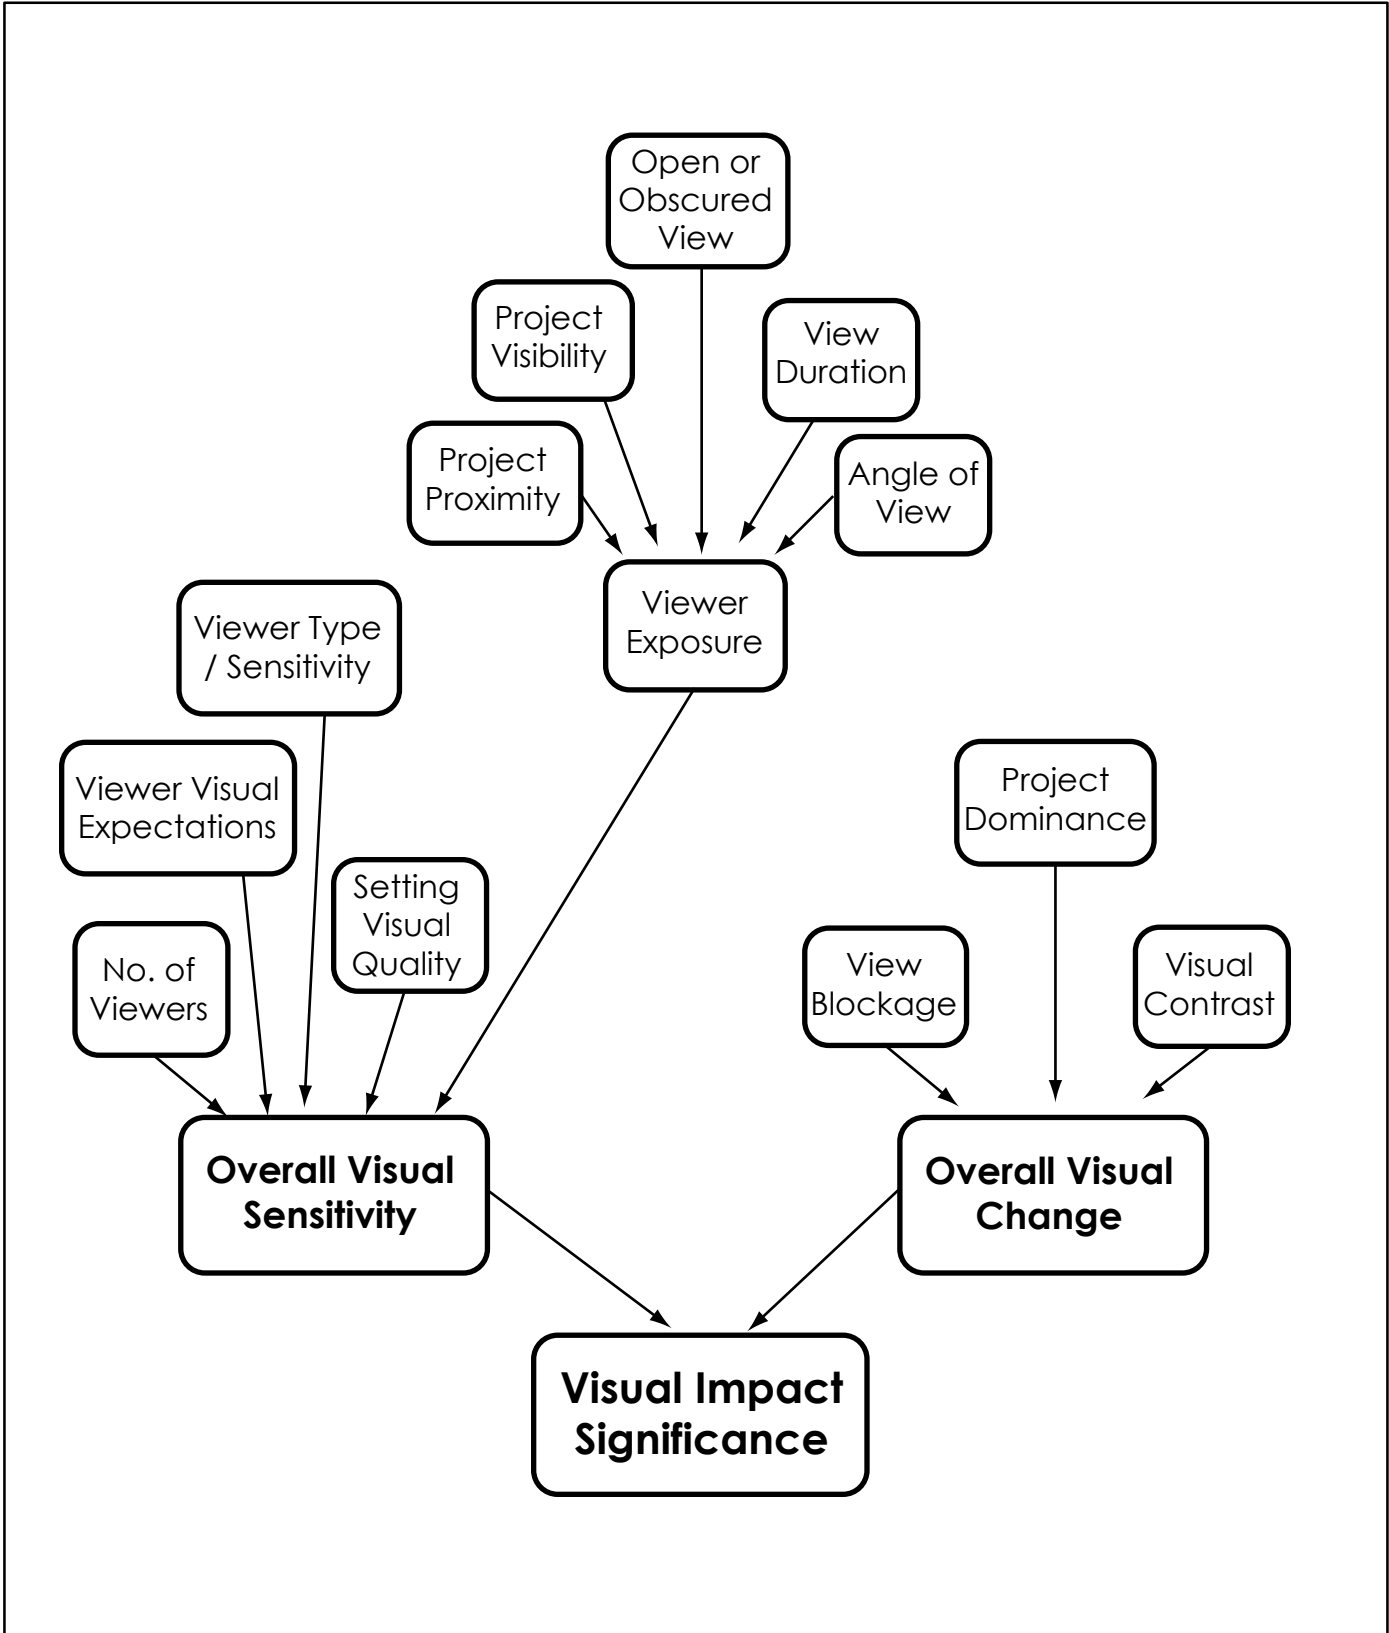 Open or
Obscured
View
Project
Visibility
View
Duration
Project
Proximity
Angle of
View
Viewer
Exposure
Viewer Type
/ Sensitivity
Viewer Visual
Expectations
Project
Dominance
Setting
Visual
Quality
No. of
Viewers
View
Blockage
Visual
Contrast
Overall Visual
Sensitivity
Overall Visual
Change
Visual Impact
Significance